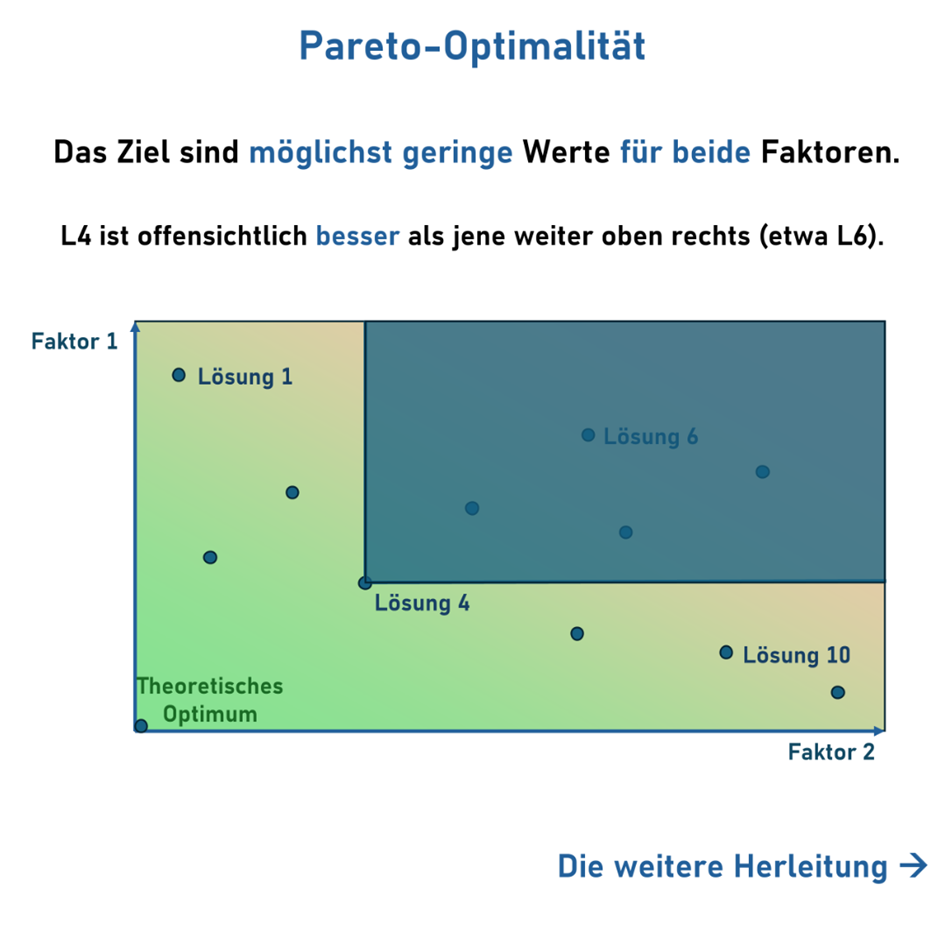 Pareto-Optimalität
Das Ziel sind möglichst geringe Werte für beide Faktoren.
L4 ist offensichtlich besser als jene weiter oben rechts (etwa L6).
Faktor 1
Lösung 1
Lösung 6
Lösung 4
Lösung 10
Theoretisches
Optimum
Faktor 2
Die weitere Herleitung →